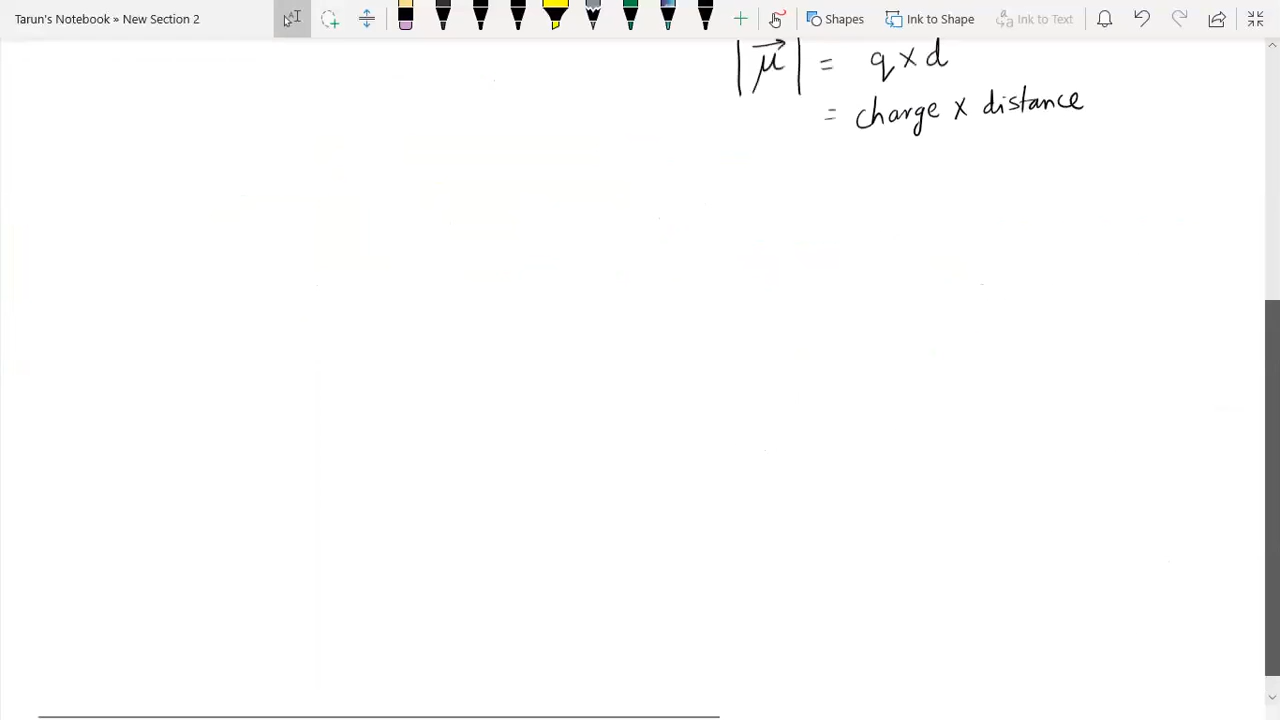 Tarun's Notebook » New Section 2
Shapes
Ink to Shape
Ink to Text
|μ⃗| = q × d
= charge × distance